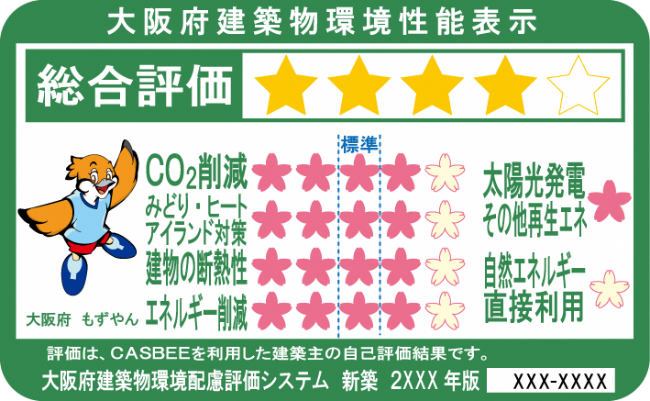 大阪府建築物環境性能表示
総合評価
標準
CO2削減
みどり・ヒート
アイランド対策
建物の断熱性
エネルギー削減
太陽光発電
その他再生エネ
自然エネルギー
直接利用
大阪府 もずやん
評価は、CASBEEを利用した建築主の自己評価結果です。
大阪府建築物環境配慮評価システム 新築 2XXX年版 XXX-XXXX